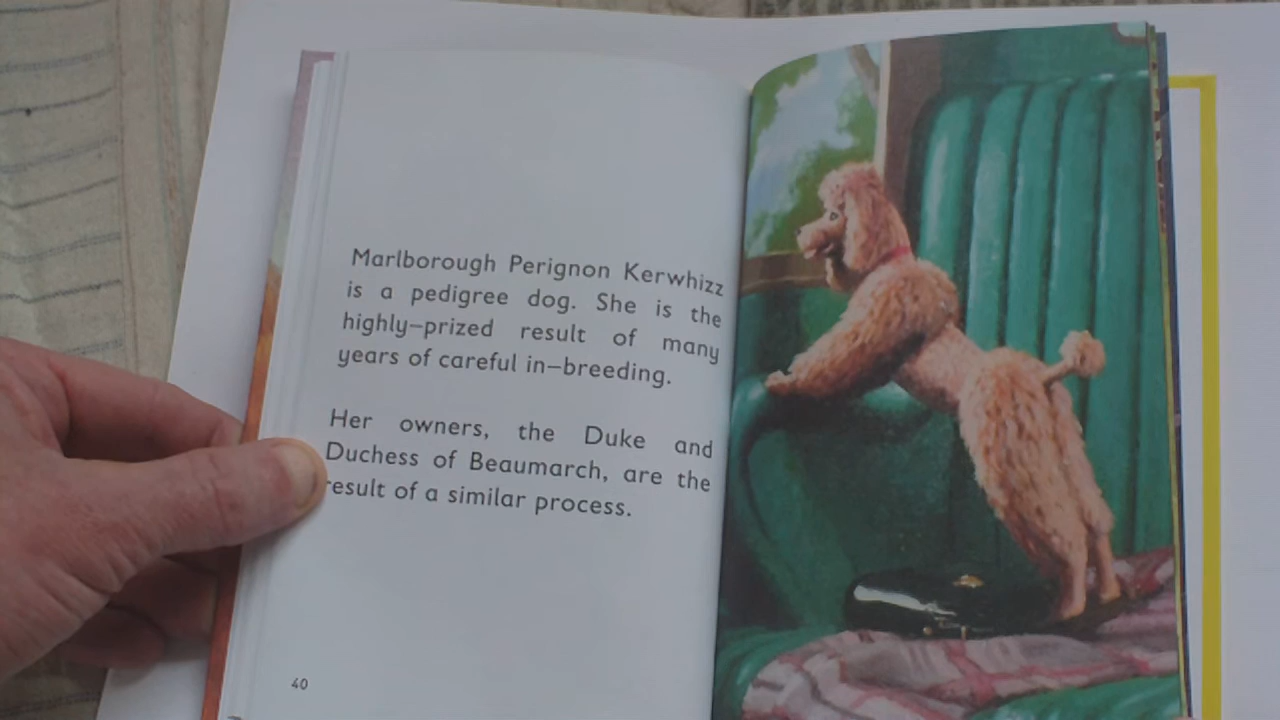 Marlborough Perignon Kerwhizz
is a pedigree dog. She is the
highly–prized result of many
years of careful in–breeding.
Her owners, the Duke and
Duchess of Beaumarch, are the
result of a similar process.
40